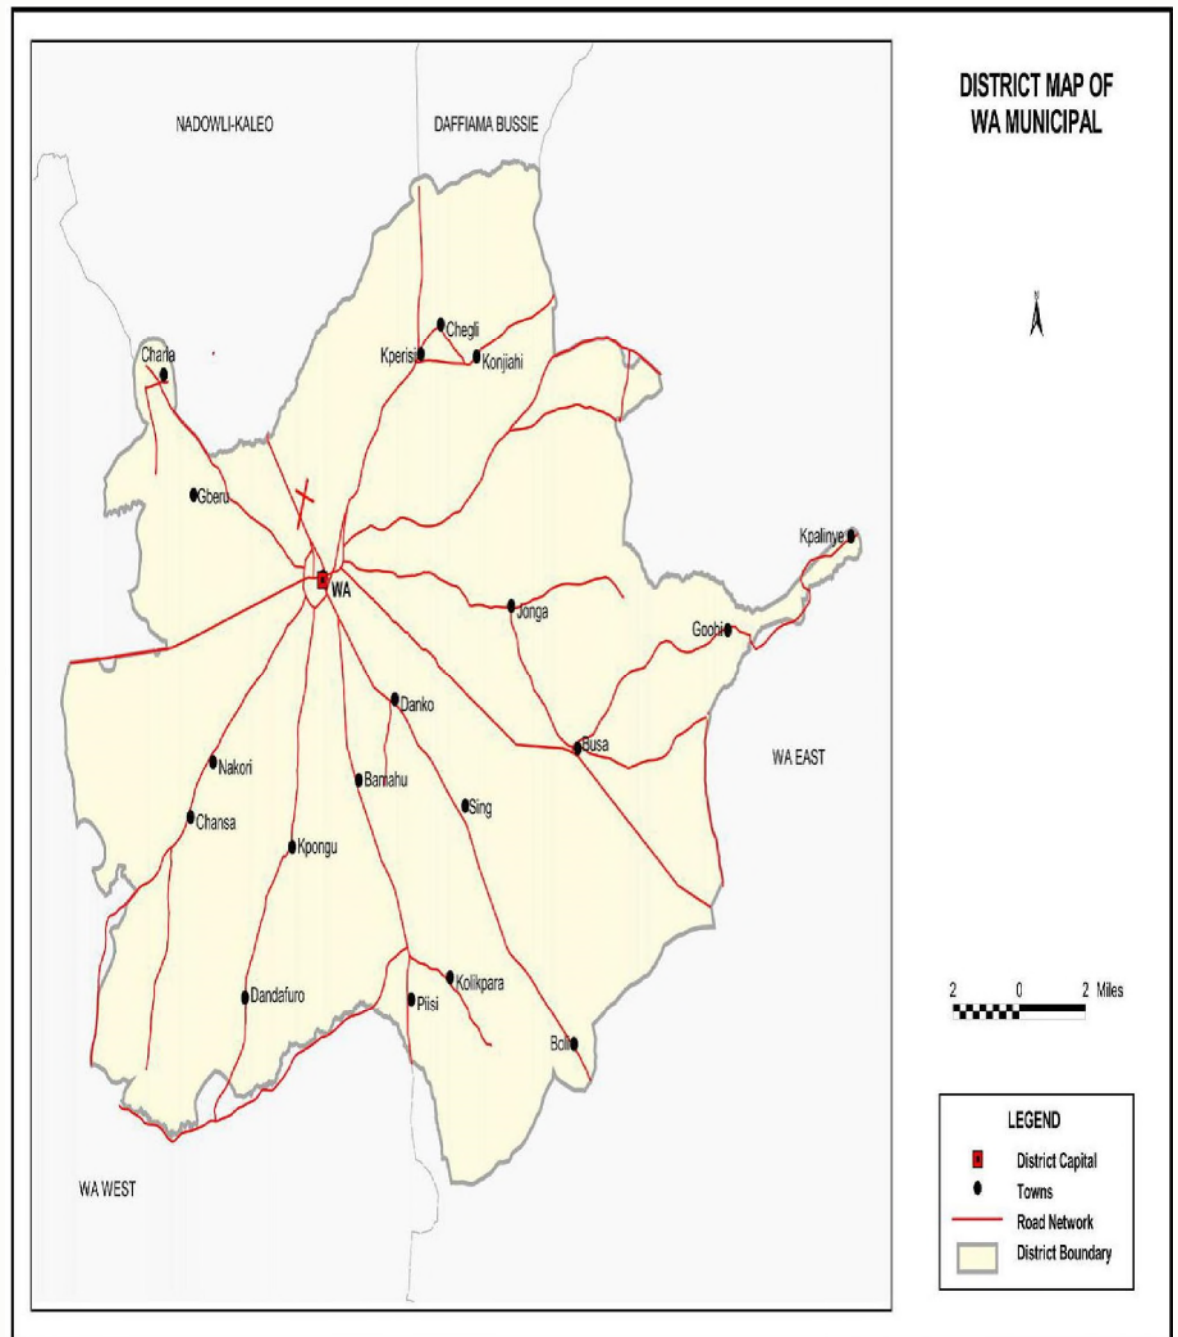 DISTRICT MAP OF
WA MUNICIPAL
NADOWLI-KALEO
DAFFIAMA BUSSIE
Chegli
Kperisi
Konjiahi
Charia
Gberu
Kpalinye
WA
Jonga
Goohi
Danko
Busa
WA EAST
Nakori
Bamahu
Sing
Chansa
Kpongu
Kolikpara
Dandafuro
Piisi
Boli
WA WEST
N
2 0 2 Miles
LEGEND
District Capital
Towns
Road Network
District Boundary